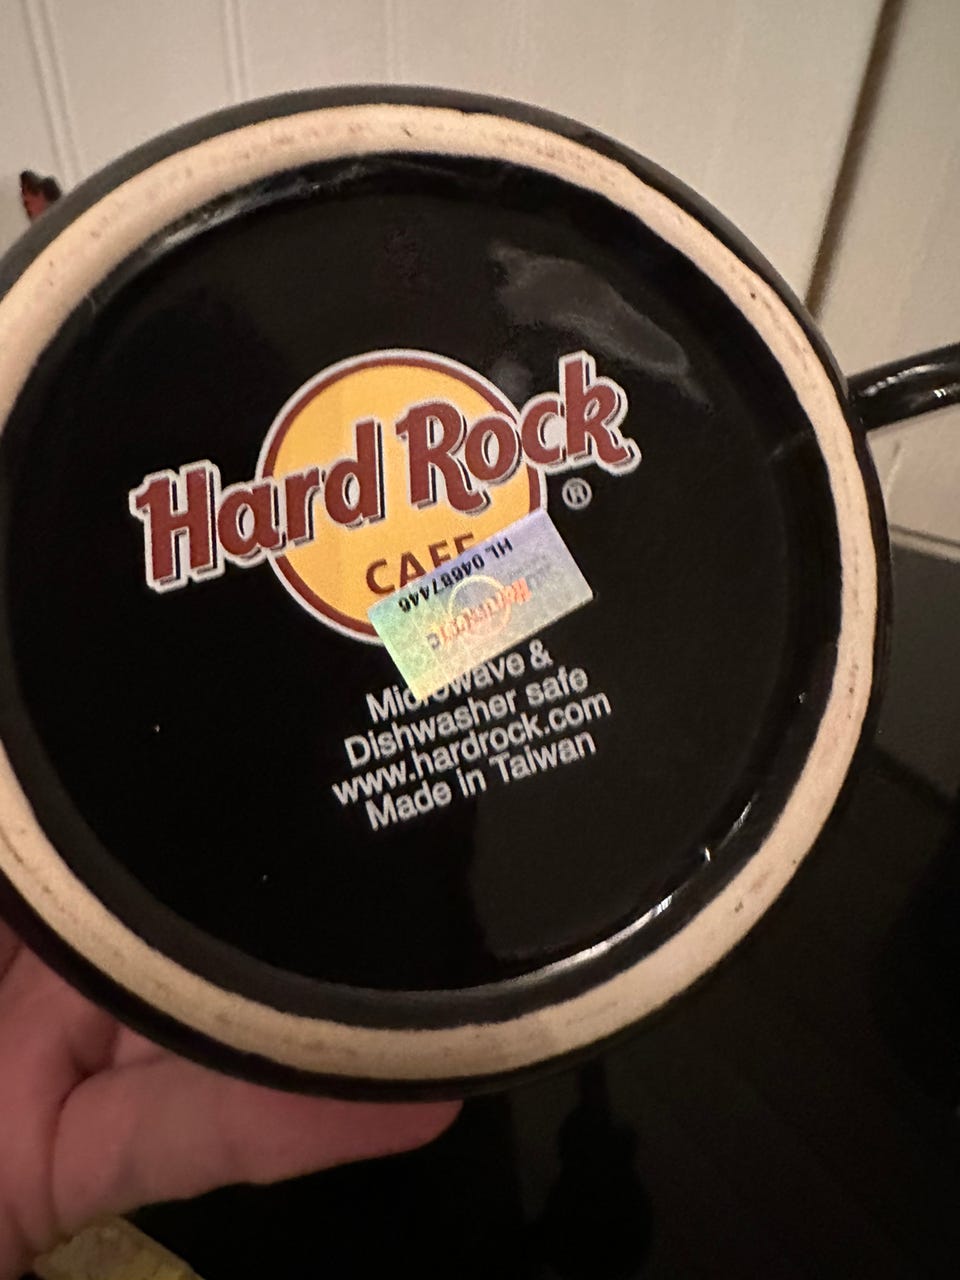 Hard Rock
®
CAFE
HL 04687446
Microwave &
Dishwasher safe
www.hardrock.com
Made in Taiwan